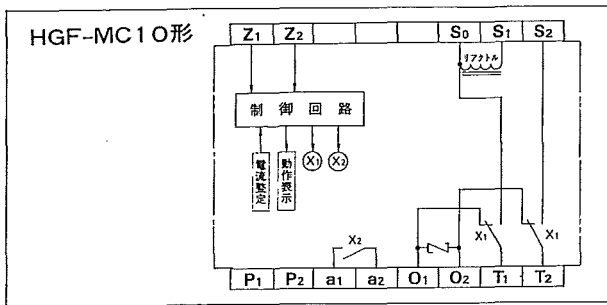 HGF-MC10形
Z1 Z2 S0 S1 S2
リアクトル
制御回路
電流整定
動作表示
X1 X2
X2
X1
X1
P1 P2 a1 a2 O1 O2 T1 T2